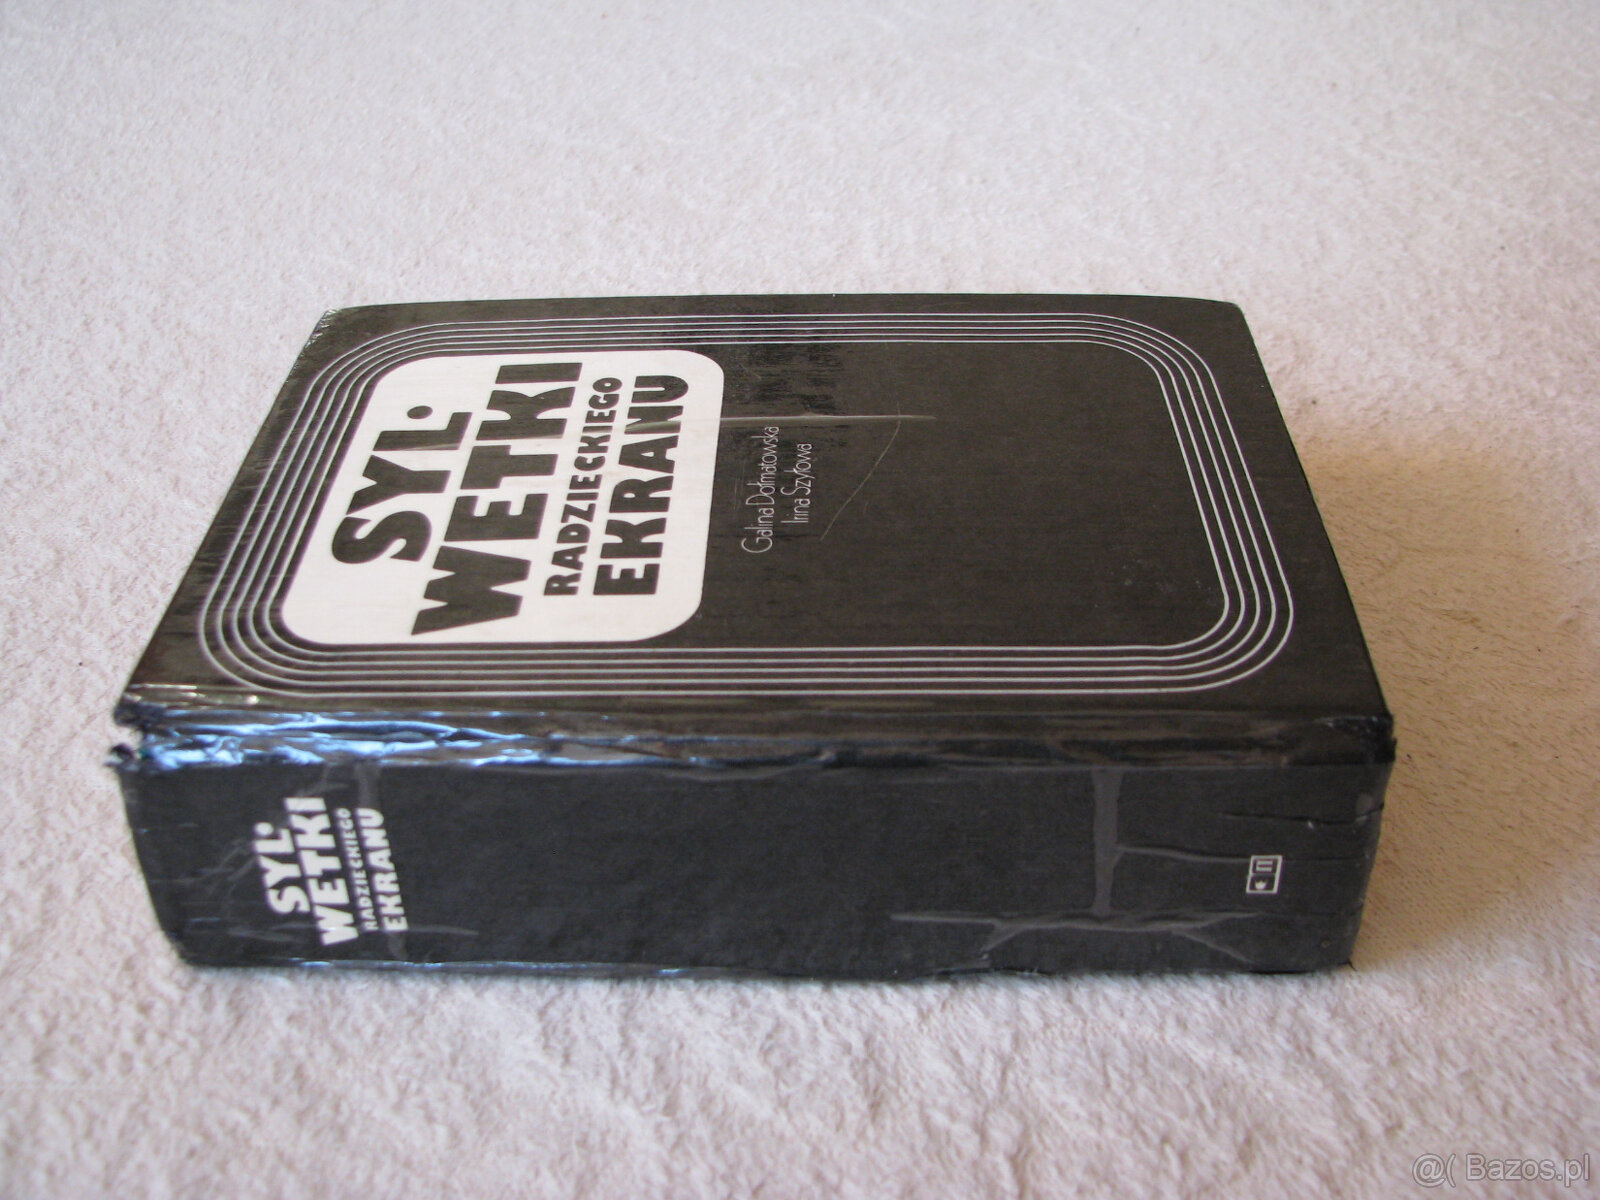 SYL•
WETKI
RADZIECKIEGO
EKRANU
Galina Dołmatowska
Irina Szyłowa
SYL•
WETKI
RADZIECKIEGO
EKRANU
@( Bazos.pl